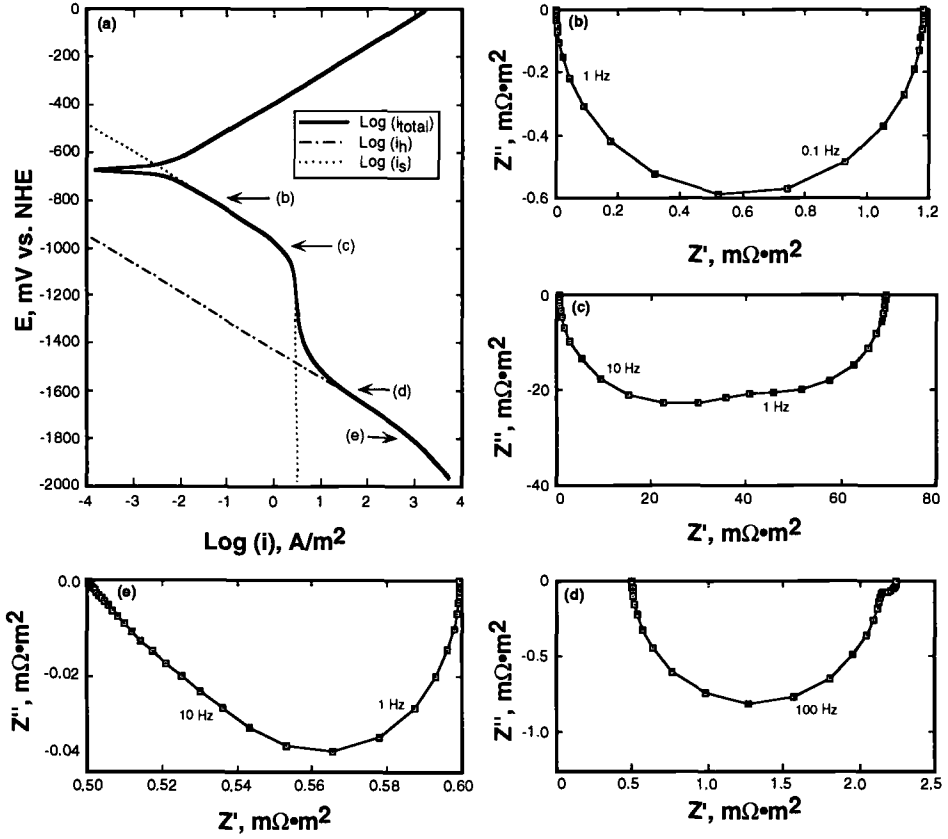 (a)
E, mV vs. NHE
0
-200
-400
-600
-800
-1000
-1200
-1400
-1600
-1800
-2000
Log (i_total)
Log (i_h)
Log (i_s)
(b)
(c)
(d)
(e)
-4 -3 -2 -1 0 1 2 3 4
Log (i), A/m²
(b)
Z'', mΩ•m²
0
-0.2
-0.4
-0.6
1 Hz
0.1 Hz
0 0.2 0.4 0.6 0.8 1.0 1.2
Z', mΩ•m²
(c)
Z'', mΩ•m²
0
-20
-40
10 Hz
1 Hz
0 20 40 60 80
Z', mΩ•m²
(e)
Z'', mΩ•m²
0.0
-0.02
-0.04
10 Hz
1 Hz
0.50 0.52 0.54 0.56 0.58 0.60
Z', mΩ•m²
(d)
Z'', mΩ•m²
0
-0.5
-1.0
100 Hz
0 0.5 1.0 1.5 2.0 2.5
Z', mΩ•m²